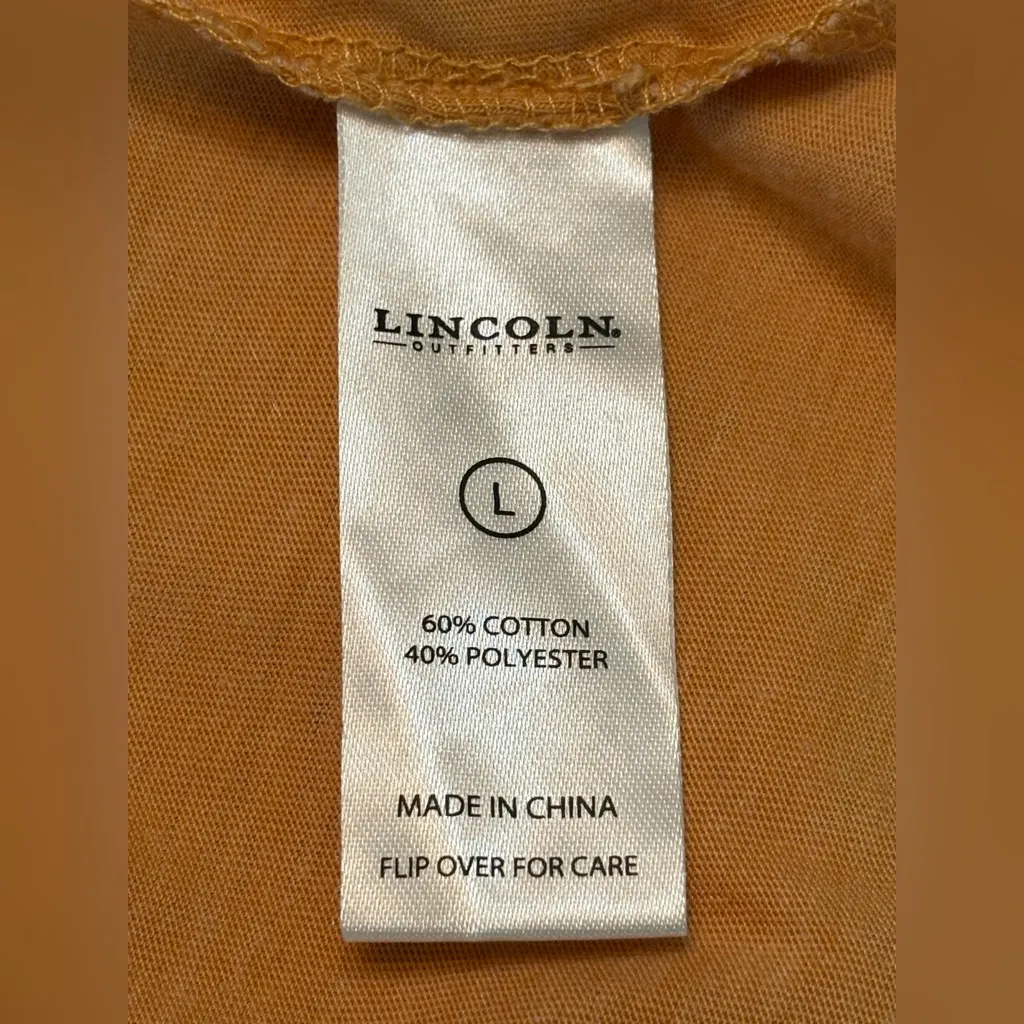 LINCOLN.
OUTFITTERS
L
60% COTTON
40% POLYESTER
MADE IN CHINA
FLIP OVER FOR CARE